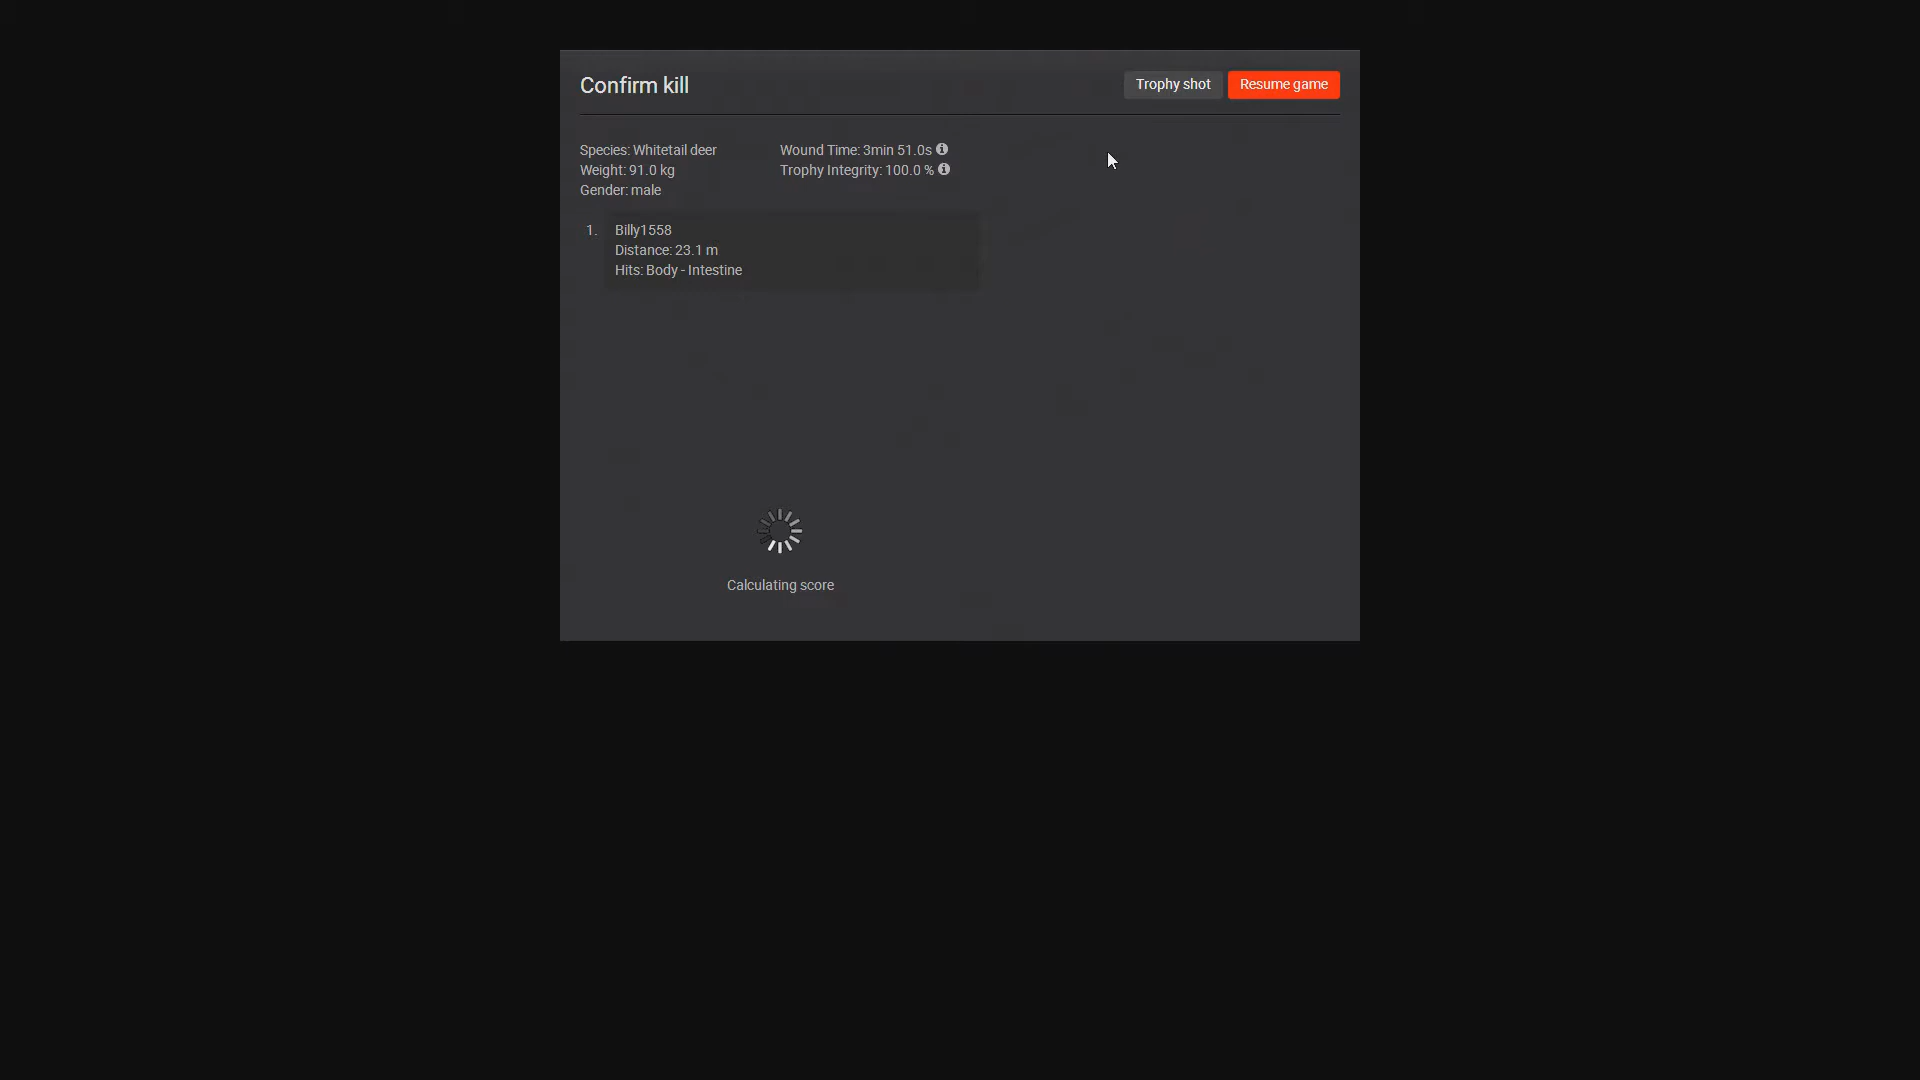 Confirm kill
Trophy shot
Resume game
Species: Whitetail deer
Weight: 91.0 kg
Gender: male
Wound Time: 3min 51.0s
Trophy Integrity: 100.0 %
1.
Billy1558
Distance: 23.1 m
Hits: Body - Intestine
Calculating score